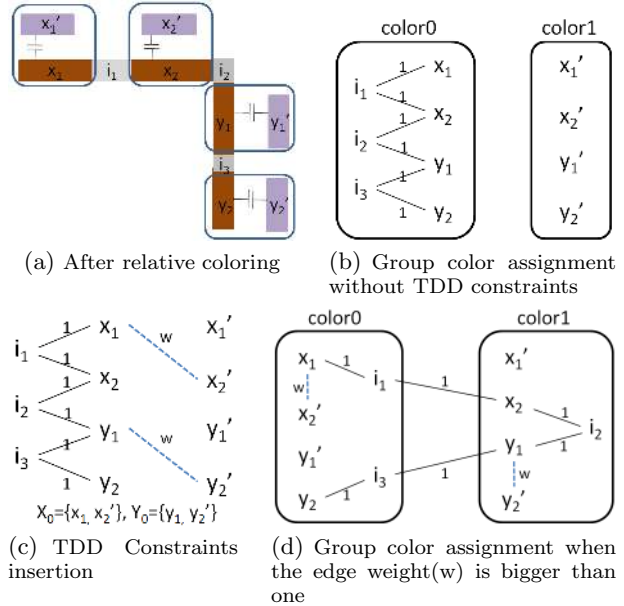 x₁′ x₂′
x₁ i₁ x₂ i₂
y₁ y₁′
i₃
y₂ y₂′
(a) After relative coloring
color0 color1
1 x₁ x₁′
i₁
1 x₂ x₂′
1
i₂
1 y₁ y₁′
1
i₃
1 y₂ y₂′
(b) Group color assignment
without TDD constraints
1 x₁ w x₁′
i₁
1 x₂ x₂′
1
i₂
1 y₁ w y₁′
1
i₃
1 y₂ y₂′
X₀={x₁, x₂′}, Y₀={y₁, y₂′}
(c) TDD Constraints
insertion
color0 color1
x₁ 1 x₁′
w i₁ 1
x₂′ x₂ 1
i₂
y₁′ y₁ 1
y₂ 1 i₃ 1 w
y₂′
(d) Group color assignment when
the edge weight(w) is bigger than
one